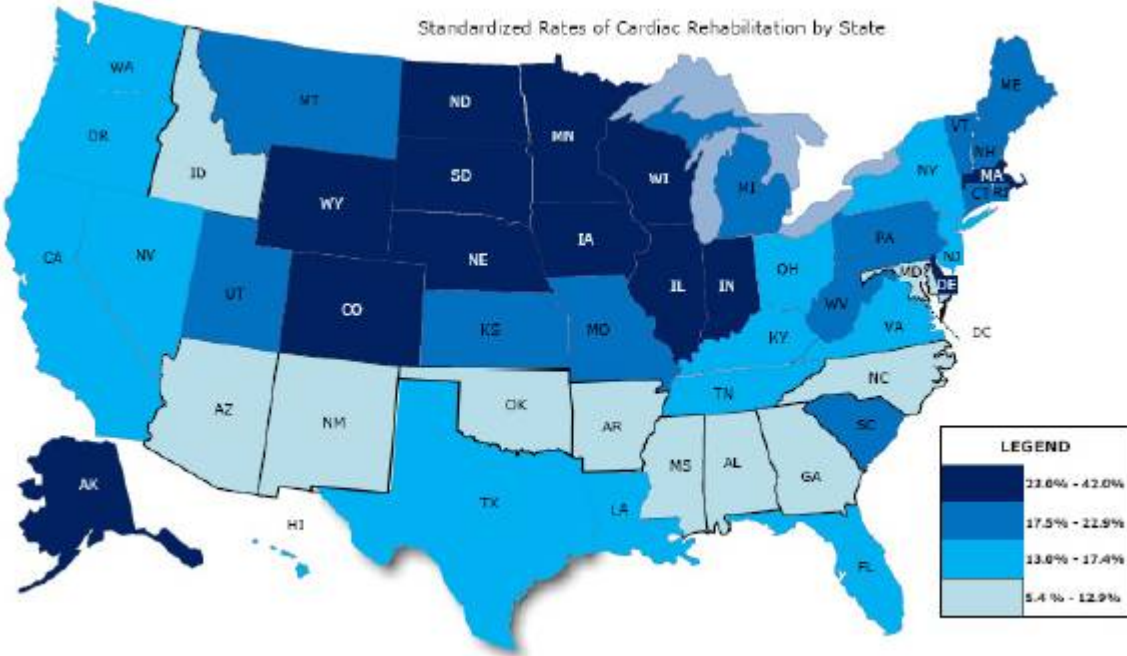 Standardized Rates of Cardiac Rehabilitation by State
WA
MT
ND
MN
ME
VT
OR
ID
SD
WI
NH
MI
NY
MA
WY
CT
RI
IA
NE
PA
NJ
CA
NV
UT
IL
IN
OH
MD
DE
CO
KS
MO
WV
KY
VA
DC
TN
NC
AZ
NM
OK
AR
SC
MS
AL
GA
AK
TX
LA
HI
FL
LEGEND
23.0% - 42.0%
17.5% - 22.9%
13.0% - 17.4%
5.4 % - 12.9%